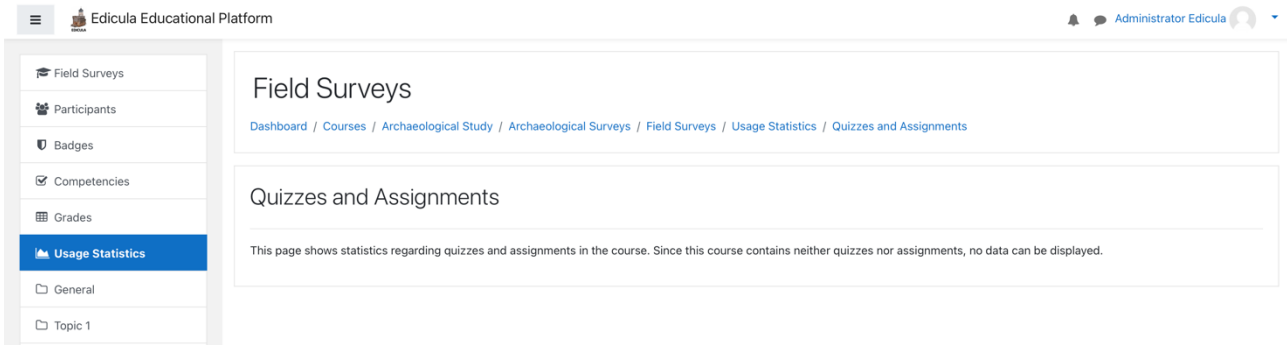 Edicula Educational Platform
Administrator Edicula
EDICULA
Field Surveys
Participants
Badges
Competencies
Grades
Usage Statistics
General
Topic 1
Field Surveys
Dashboard / Courses / Archaeological Study / Archaeological Surveys / Field Surveys / Usage Statistics / Quizzes and Assignments
Quizzes and Assignments
This page shows statistics regarding quizzes and assignments in the course. Since this course contains neither quizzes nor assignments, no data can be displayed.